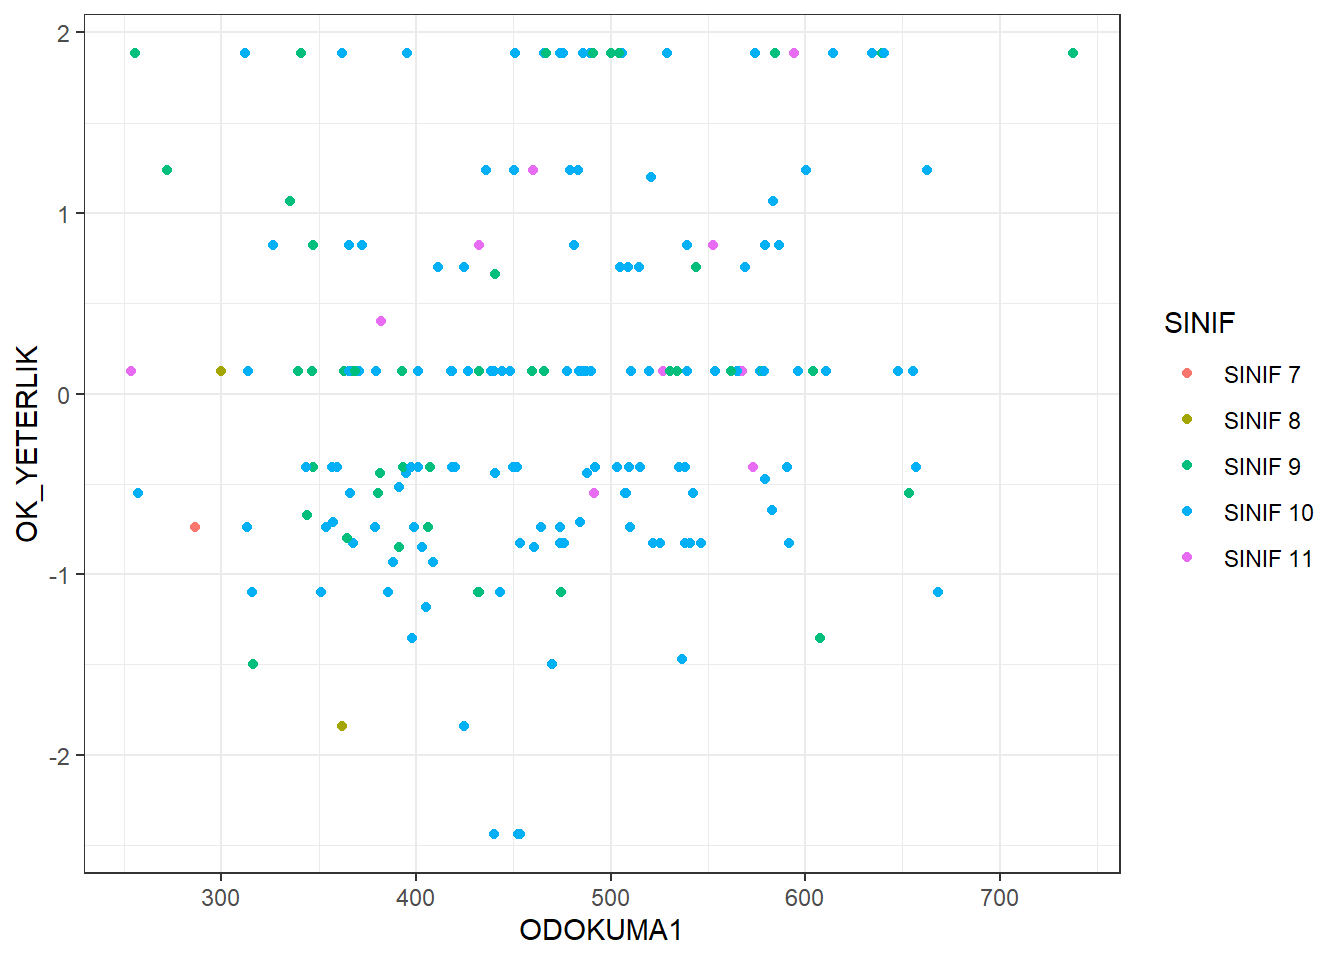 2
1
0
-1
-2
OK_YETERLIK
300 400 500 600 700
ODOKUMA1
SINIF
SINIF 7
SINIF 8
SINIF 9
SINIF 10
SINIF 11